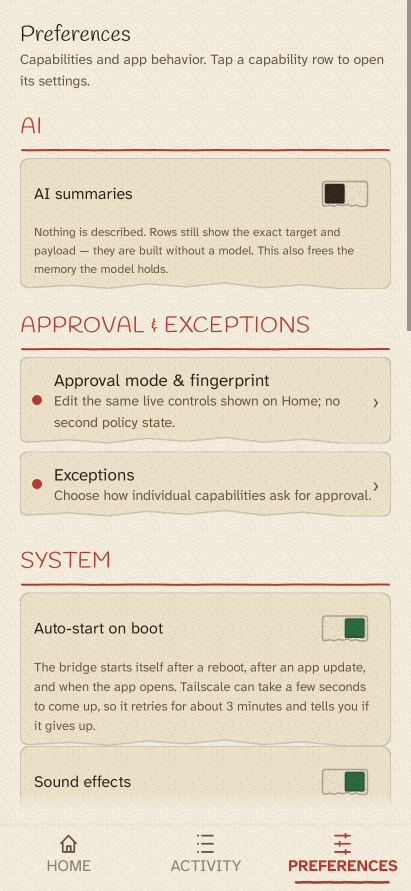 Preferences
Capabilities and app behavior. Tap a capability row to open
its settings.
AI
AI summaries
Nothing is described. Rows still show the exact target and
payload — they are built without a model. This also frees the
memory the model holds.
APPROVAL & EXCEPTIONS
Approval mode & fingerprint
Edit the same live controls shown on Home; no
second policy state.
Exceptions
Choose how individual capabilities ask for approval.
SYSTEM
Auto-start on boot
The bridge starts itself after a reboot, after an app update,
and when the app opens. Tailscale can take a few seconds
to come up, so it retries for about 3 minutes and tells you if
it gives up.
Sound effects
HOME
ACTIVITY
PREFERENCES